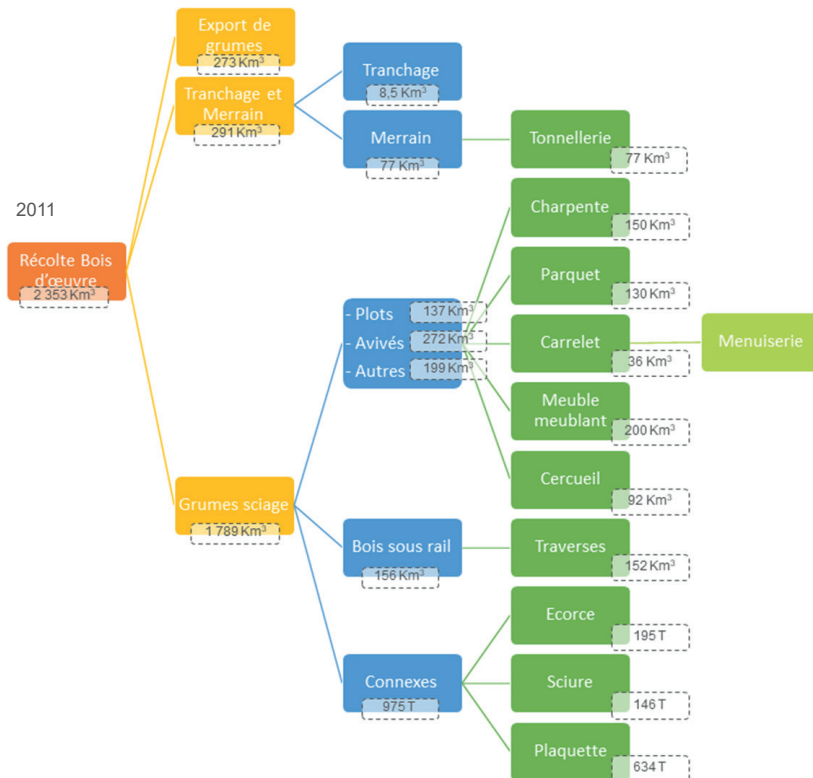 2011
Récolte Bois
d'œuvre
2 353 Km³
Export de
grumes
273 Km³
Tranchage et
Merrain
291 Km³
Grumes sciage
1 789 Km³
Tranchage
8,5 Km³
Merrain
77 Km³
- Plots 137 Km³
- Avivés 272 Km³
- Autres 199 Km³
Bois sous rail
156 Km³
Connexes
975 T
Tonnellerie
77 Km³
Charpente
150 Km³
Parquet
130 Km³
Carrelet
36 Km³
Meuble
meublant
200 Km³
Cercueil
92 Km³
Traverses
152 Km³
Ecorce
195 T
Sciure
146 T
Plaquette
634 T
Menuiserie